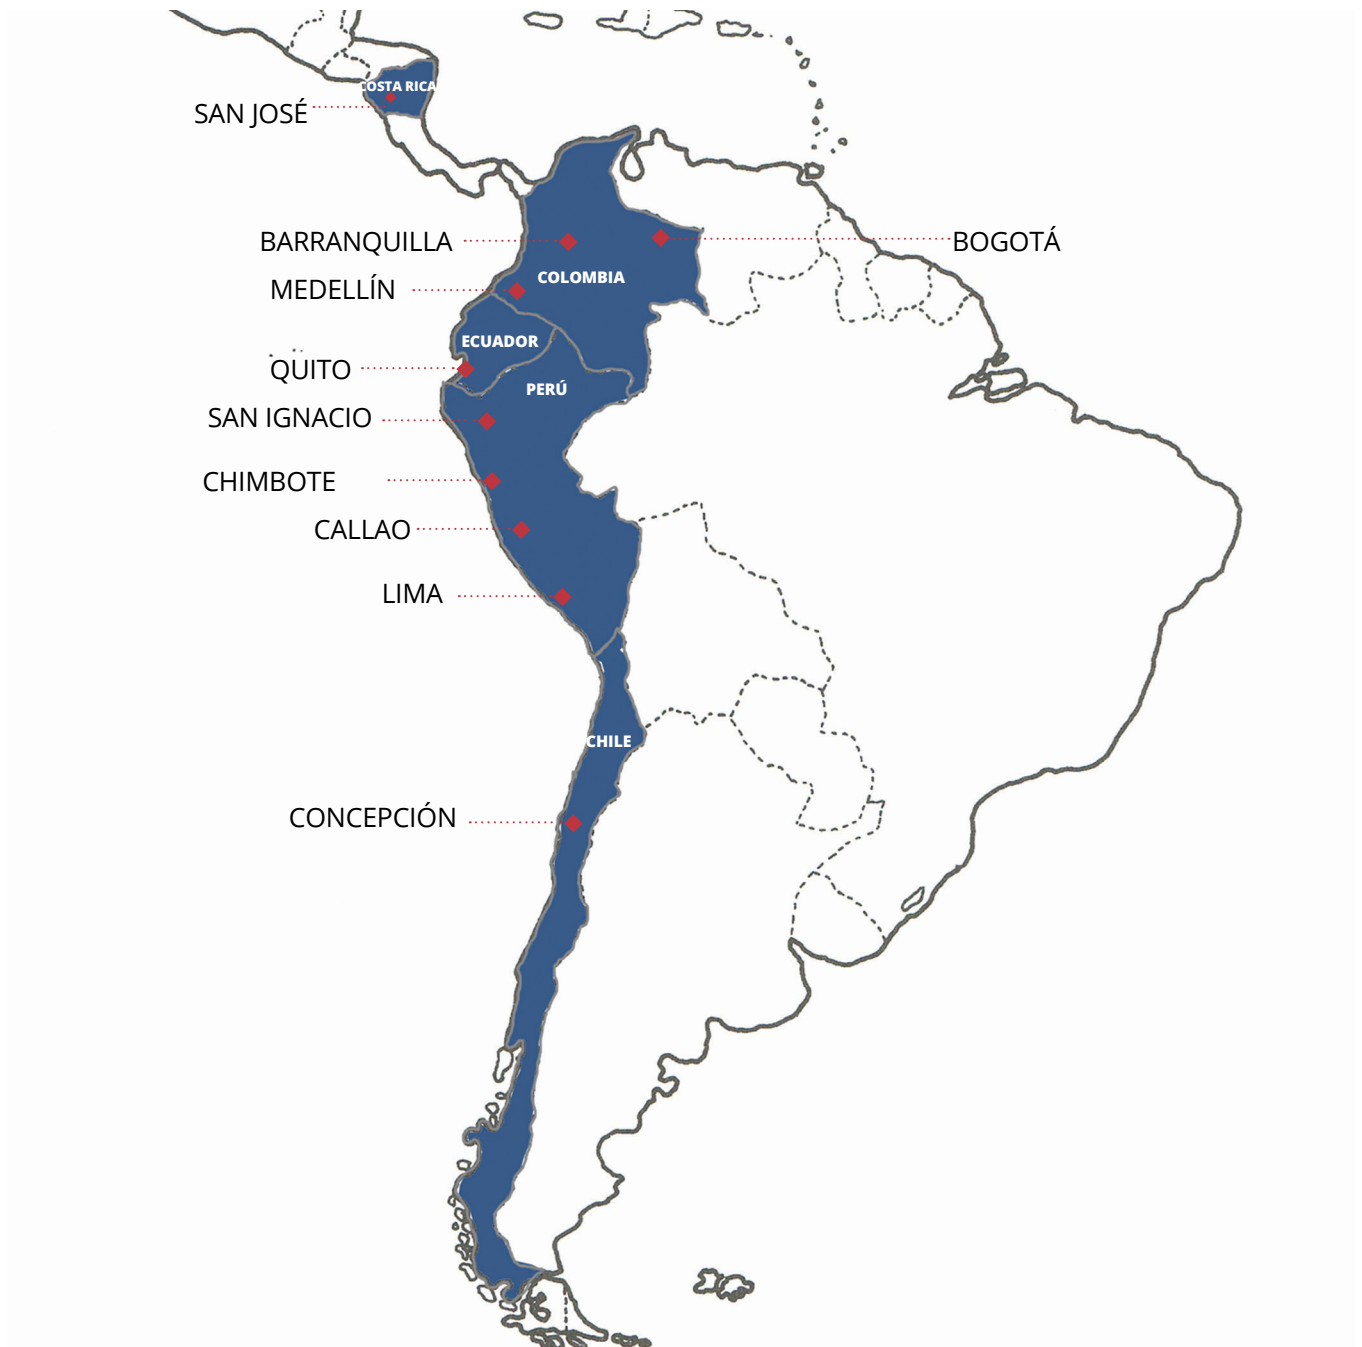 COSTA RICA
SAN JOSÉ
BARRANQUILLA
BOGOTÁ
COLOMBIA
MEDELLÍN
ECUADOR
QUITO
PERÚ
SAN IGNACIO
CHIMBOTE
CALLAO
LIMA
CHILE
CONCEPCIÓN